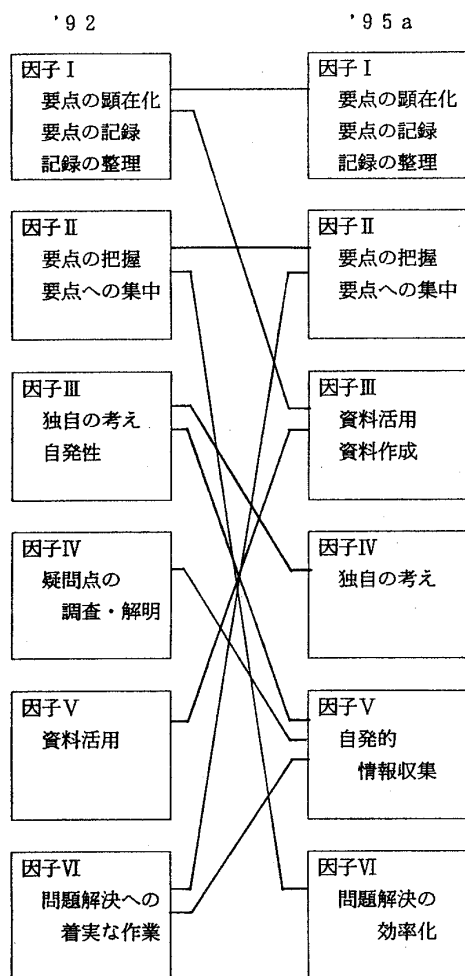 '92
因子Ⅰ
要点の顕在化
要点の記録
記録の整理
因子Ⅱ
要点の把握
要点への集中
因子Ⅲ
独自の考え
自発性
因子Ⅳ
疑問点の
調査・解明
因子Ⅴ
資料活用
因子Ⅵ
問題解決への
着実な作業
'95a
因子Ⅰ
要点の顕在化
要点の記録
記録の整理
因子Ⅱ
要点の把握
要点への集中
因子Ⅲ
資料活用
資料作成
因子Ⅳ
独自の考え
因子Ⅴ
自発的
情報収集
因子Ⅵ
問題解決の
効率化